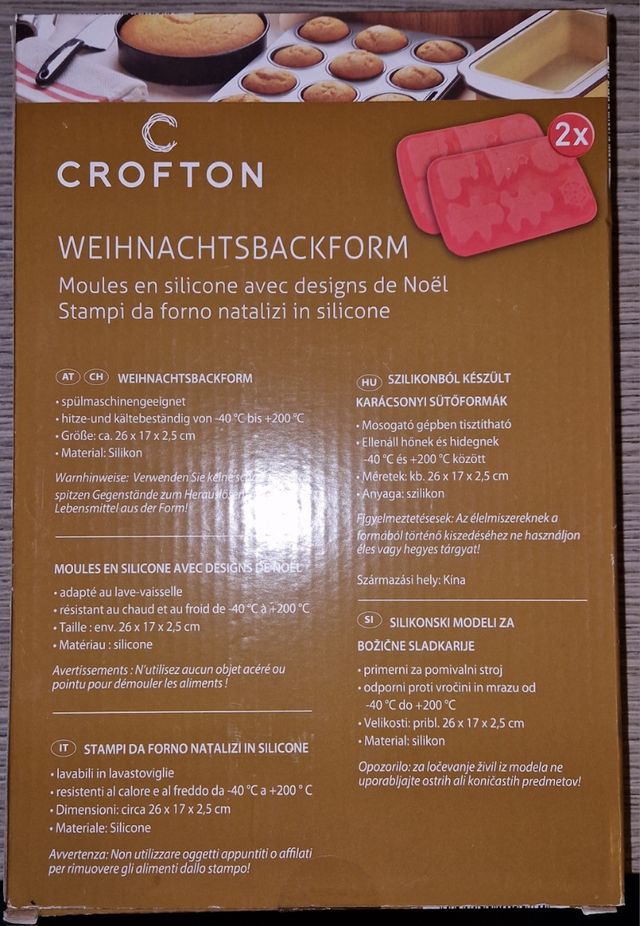 2x
CROFTON
WEIHNACHTSBACKFORM
Moules en silicone avec designs de Noël
Stampi da forno natalizi in silicone
AT CH WEIHNACHTSBACKFORM
• spülmaschinengeeignet
• hitze-und kältebeständig von -40 °C bis +200 °C
• Größe: ca. 26 x 17 x 2,5 cm
• Material: Silikon
Warnhinweise: Verwenden Sie keine
spitzen Gegenstände zum Herauslösen
Lebensmittel aus der Form!
MOULES EN SILICONE AVEC DESIGNS DE NOËL
• adapté au lave-vaisselle
• résistant au chaud et au froid de -40 °C à +200 °C
• Taille : env. 26 x 17 x 2,5 cm
• Matériau : silicone
Avertissements : N'utilisez aucun objet acéré ou
pointu pour démouler les aliments !
IT STAMPI DA FORNO NATALIZI IN SILICONE
• lavabili in lavastoviglie
• resistenti al calore e al freddo da -40 °C a +200 ° C
• Dimensioni: circa 26 x 17 x 2,5 cm
• Materiale: Silicone
Avvertenza: Non utilizzare oggetti appuntiti o affilati
per rimuovere gli alimenti dallo stampo!
HU SZILIKONBÓL KÉSZÜLT
KARÁCSONYI SÜTŐFORMÁK
• Mosogató gépben tisztítható
• Ellenáll hőnek és hidegnek
-40 °C és +200 °C között
• Méretek: kb. 26 x 17 x 2,5 cm
• Anyaga: szilikon
Figyelmeztetésesek: Az élelmiszereknek a
formából történő kiszedéséhez ne használjon
éles vagy hegyes tárgyat!
Származási hely: Kína
SI SILIKONSKI MODELI ZA
BOŽIČNE SLADKARIJE
• primerni za pomivalni stroj
• odporni proti vročini in mrazu od
-40 °C do +200 °C
• Velikosti: pribl. 26 x 17 x 2,5 cm
• Material: silikon
Opozorilo: za ločevanje živil iz modela ne
uporabljajte ostrih ali koničastih predmetov!